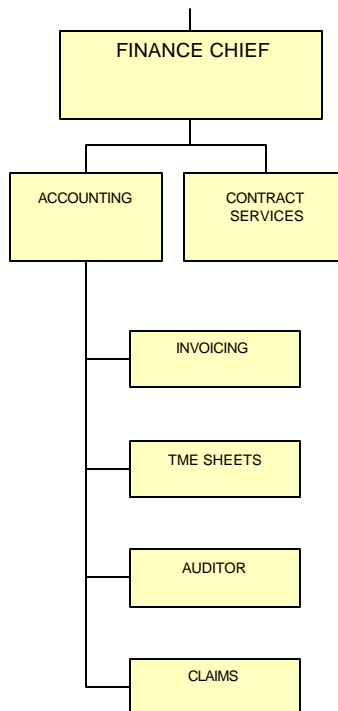 FINANCE CHIEF
ACCOUNTING
CONTRACT
SERVICES
INVOICING
TME SHEETS
AUDITOR
CLAIMS